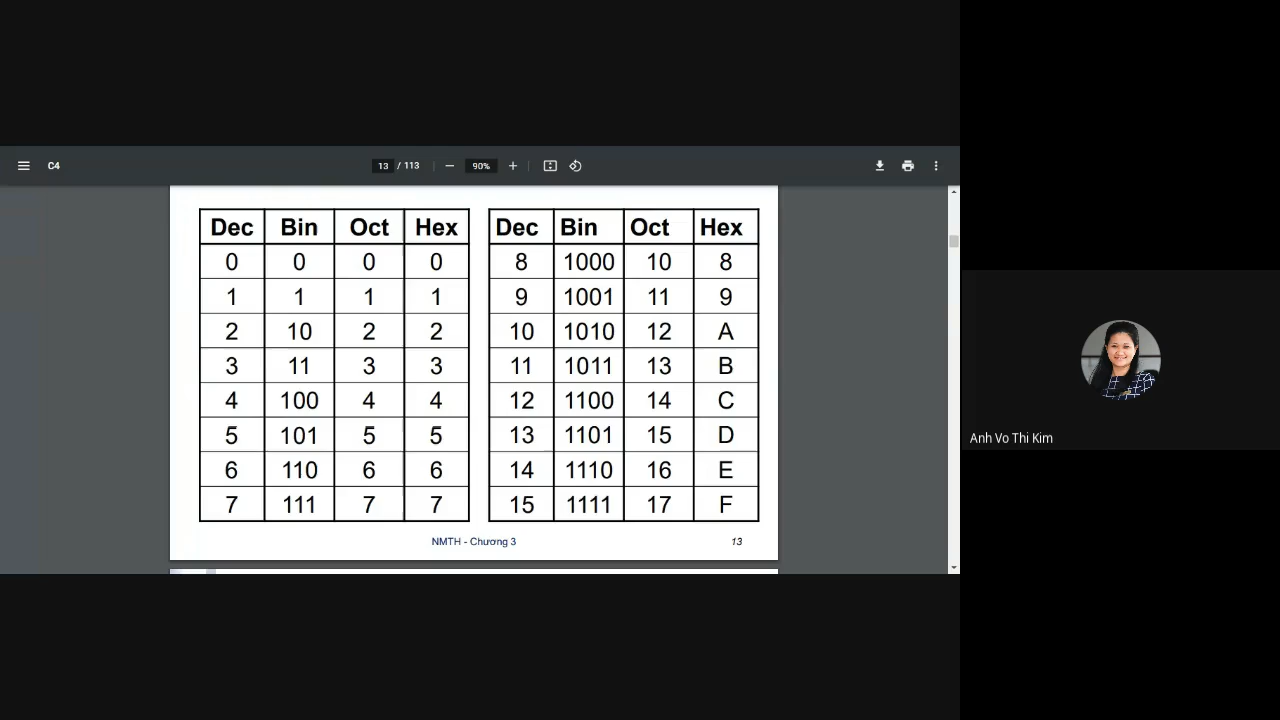 C4
13 / 113
90%
Dec Bin Oct Hex Dec Bin Oct Hex
0 0 0 0 8 1000 10 8
1 1 1 1 9 1001 11 9
2 10 2 2 10 1010 12 A
3 11 3 3 11 1011 13 B
4 100 4 4 12 1100 14 C
5 101 5 5 13 1101 15 D
6 110 6 6 14 1110 16 E
7 111 7 7 15 1111 17 F
NMTH - Chương 3 13
Anh Vo Thi Kim